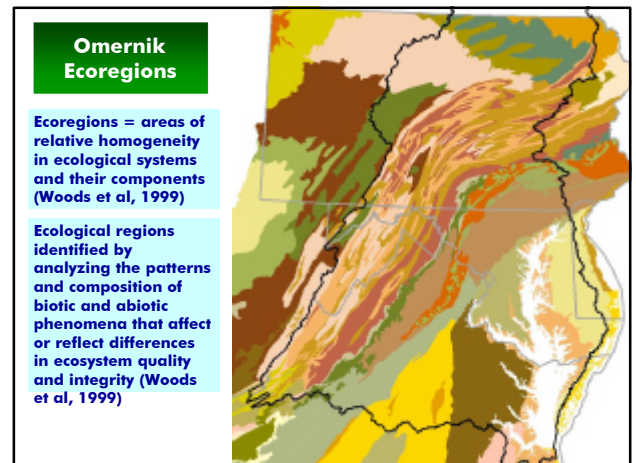 Omernik
Ecoregions
Ecoregions = areas of
relative homogeneity
in ecological systems
and their components
(Woods et al, 1999)
Ecological regions
identified by
analyzing the patterns
and composition of
biotic and abiotic
phenomena that affect
or reflect differences
in ecosystem quality
and integrity (Woods
et al, 1999)